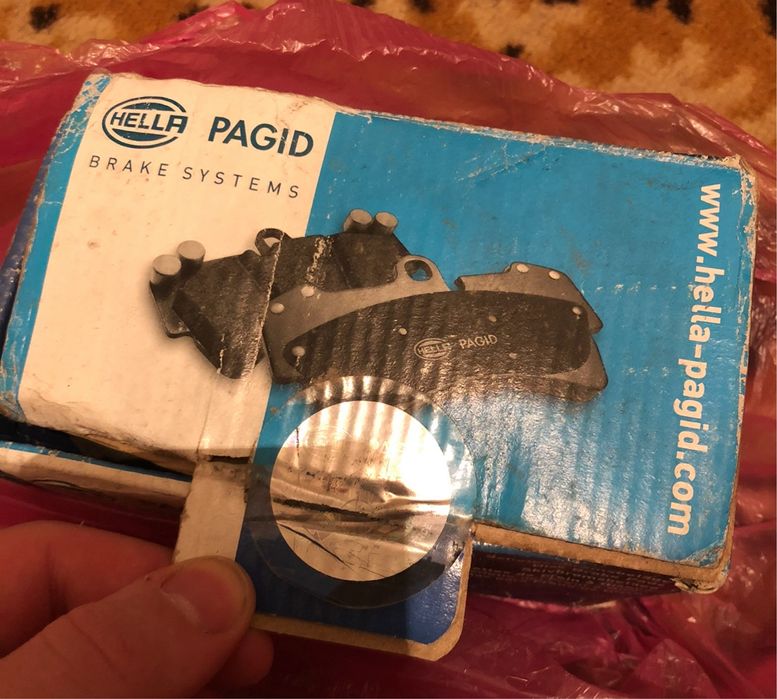 HELLA PAGID
BRAKE SYSTEMS
www.hella-pagid.com
HELLA PAGID